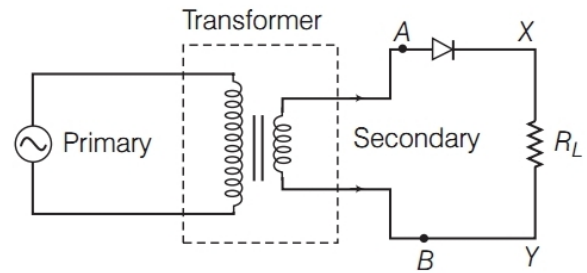 Transformer
A
X
Primary
Secondary
R_L
B
Y